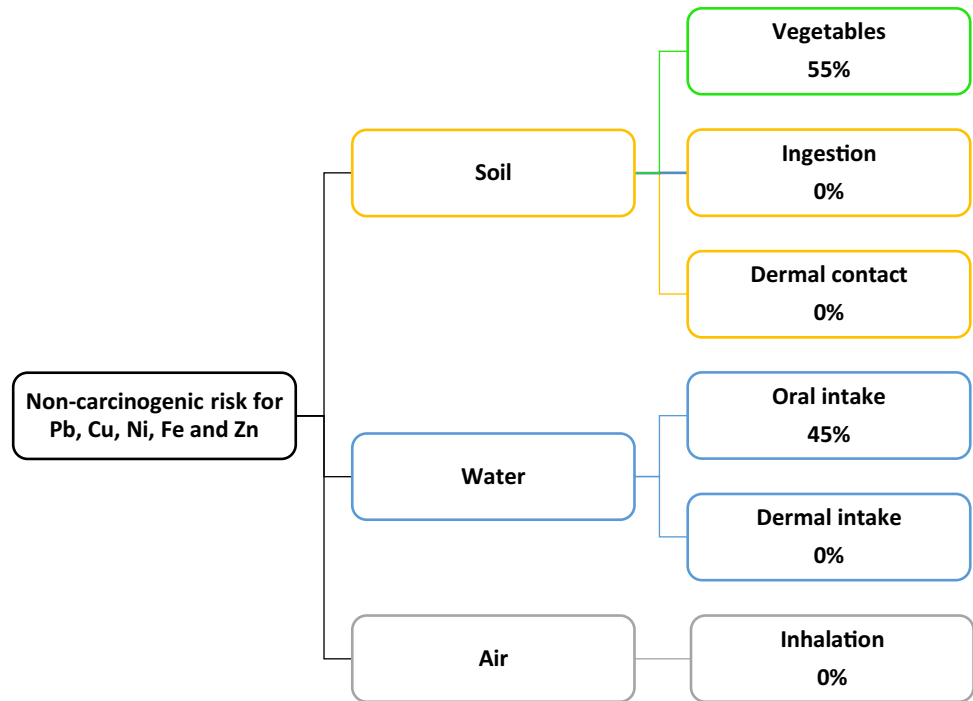 Non-carcinogenic risk for
Pb, Cu, Ni, Fe and Zn
Soil
Vegetables
55%
Ingestion
0%
Dermal contact
0%
Water
Oral intake
45%
Dermal intake
0%
Air
Inhalation
0%